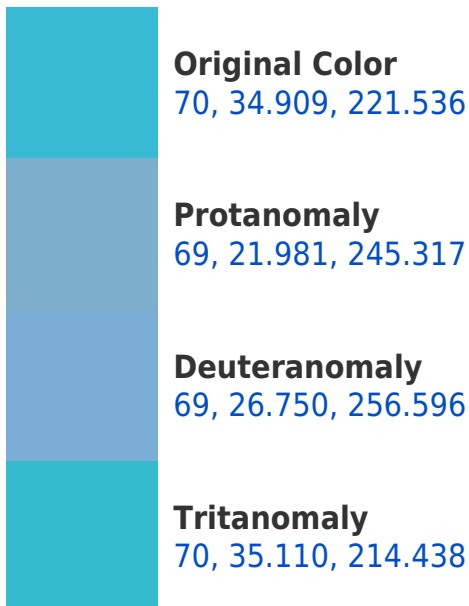 Original Color
70, 34.909, 221.536
Protanomaly
69, 21.981, 245.317
Deuteranomaly
69, 26.750, 256.596
Tritanomaly
70, 35.110, 214.438